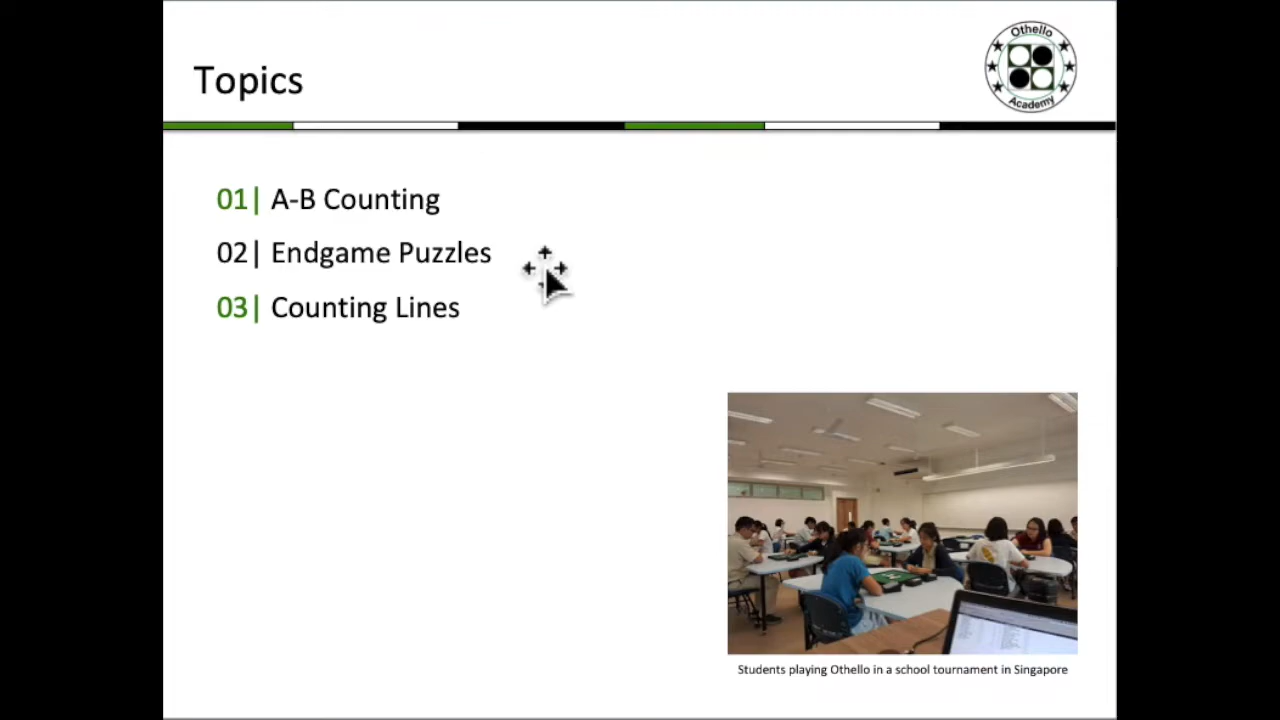 Topics
Othello
Academy
01| A-B Counting
02| Endgame Puzzles
03| Counting Lines
Students playing Othello in a school tournament in Singapore